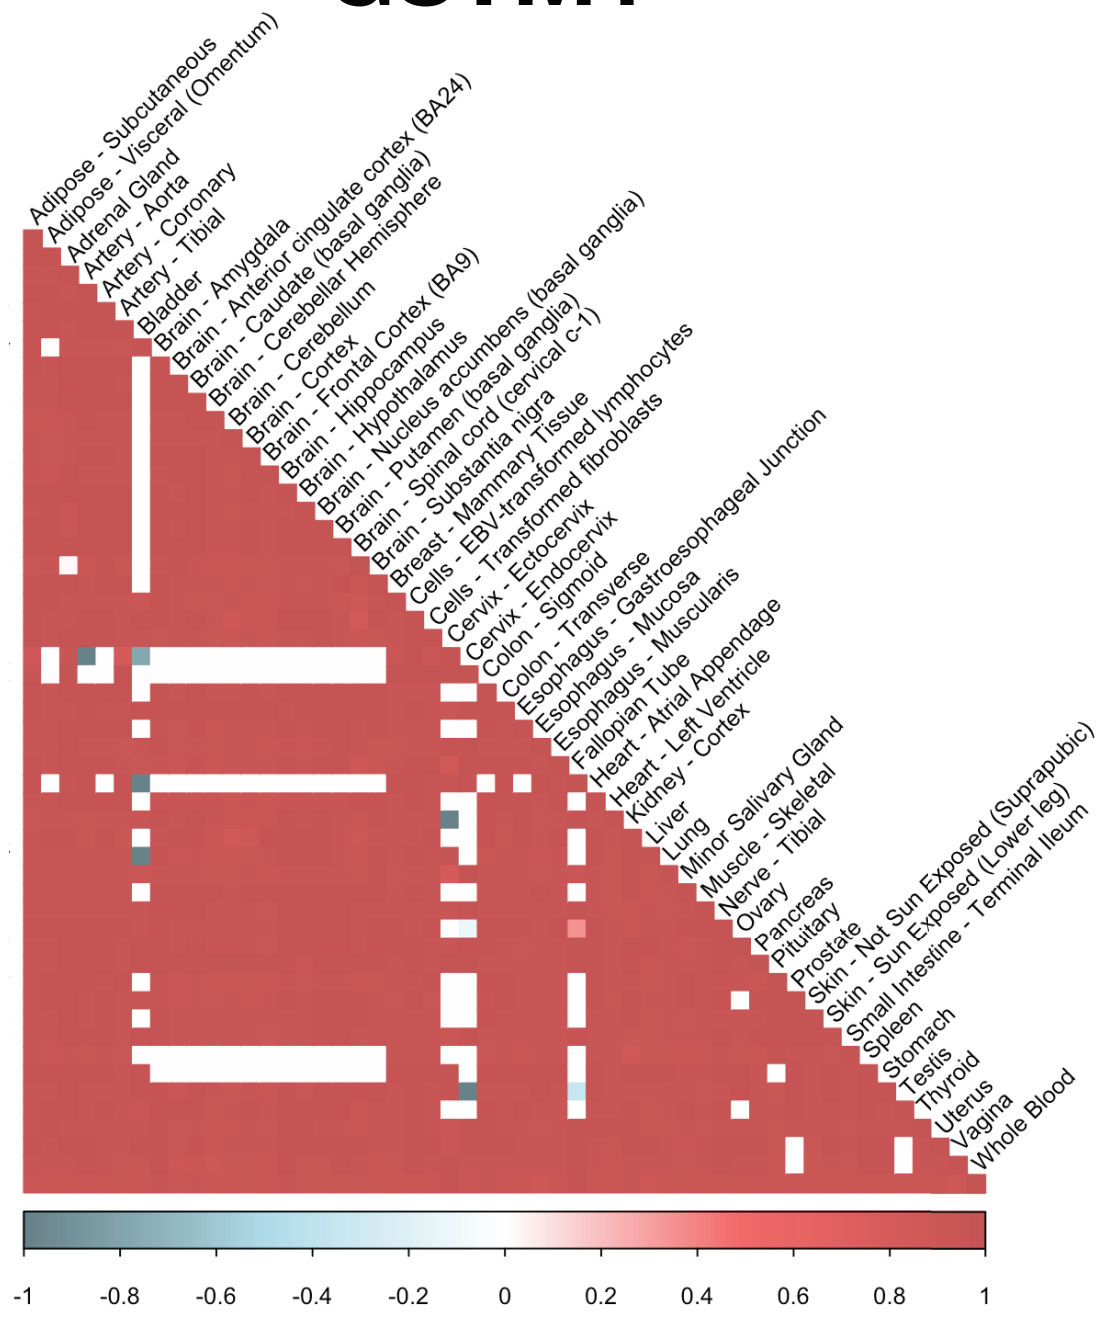 Adipose - Subcutaneous
Adipose - Visceral (Omentum)
Adrenal Gland
Artery - Aorta
Artery - Coronary
Artery - Tibial
Bladder
Brain - Amygdala
Brain - Anterior cingulate cortex (BA24)
Brain - Caudate (basal ganglia)
Brain - Cerebellar Hemisphere
Brain - Cerebellum
Brain - Cortex
Brain - Frontal Cortex (BA9)
Brain - Hippocampus
Brain - Hypothalamus
Brain - Nucleus accumbens (basal ganglia)
Brain - Putamen (basal ganglia)
Brain - Spinal cord (cervical c-1)
Brain - Substantia nigra
Breast - Mammary Tissue
Cells - EBV-transformed lymphocytes
Cells - Transformed fibroblasts
Cervix - Ectocervix
Cervix - Endocervix
Colon - Sigmoid
Colon - Transverse
Esophagus - Gastroesophageal Junction
Esophagus - Mucosa
Esophagus - Muscularis
Fallopian Tube
Heart - Atrial Appendage
Heart - Left Ventricle
Kidney - Cortex
Liver
Lung
Minor Salivary Gland
Muscle - Skeletal
Nerve - Tibial
Ovary
Pancreas
Pituitary
Prostate
Skin - Not Sun Exposed (Suprapubic)
Skin - Sun Exposed (Lower leg)
Small Intestine - Terminal Ileum
Spleen
Stomach
Testis
Thyroid
Uterus
Vagina
Whole Blood
-1 -0.8 -0.6 -0.4 -0.2 0 0.2 0.4 0.6 0.8 1